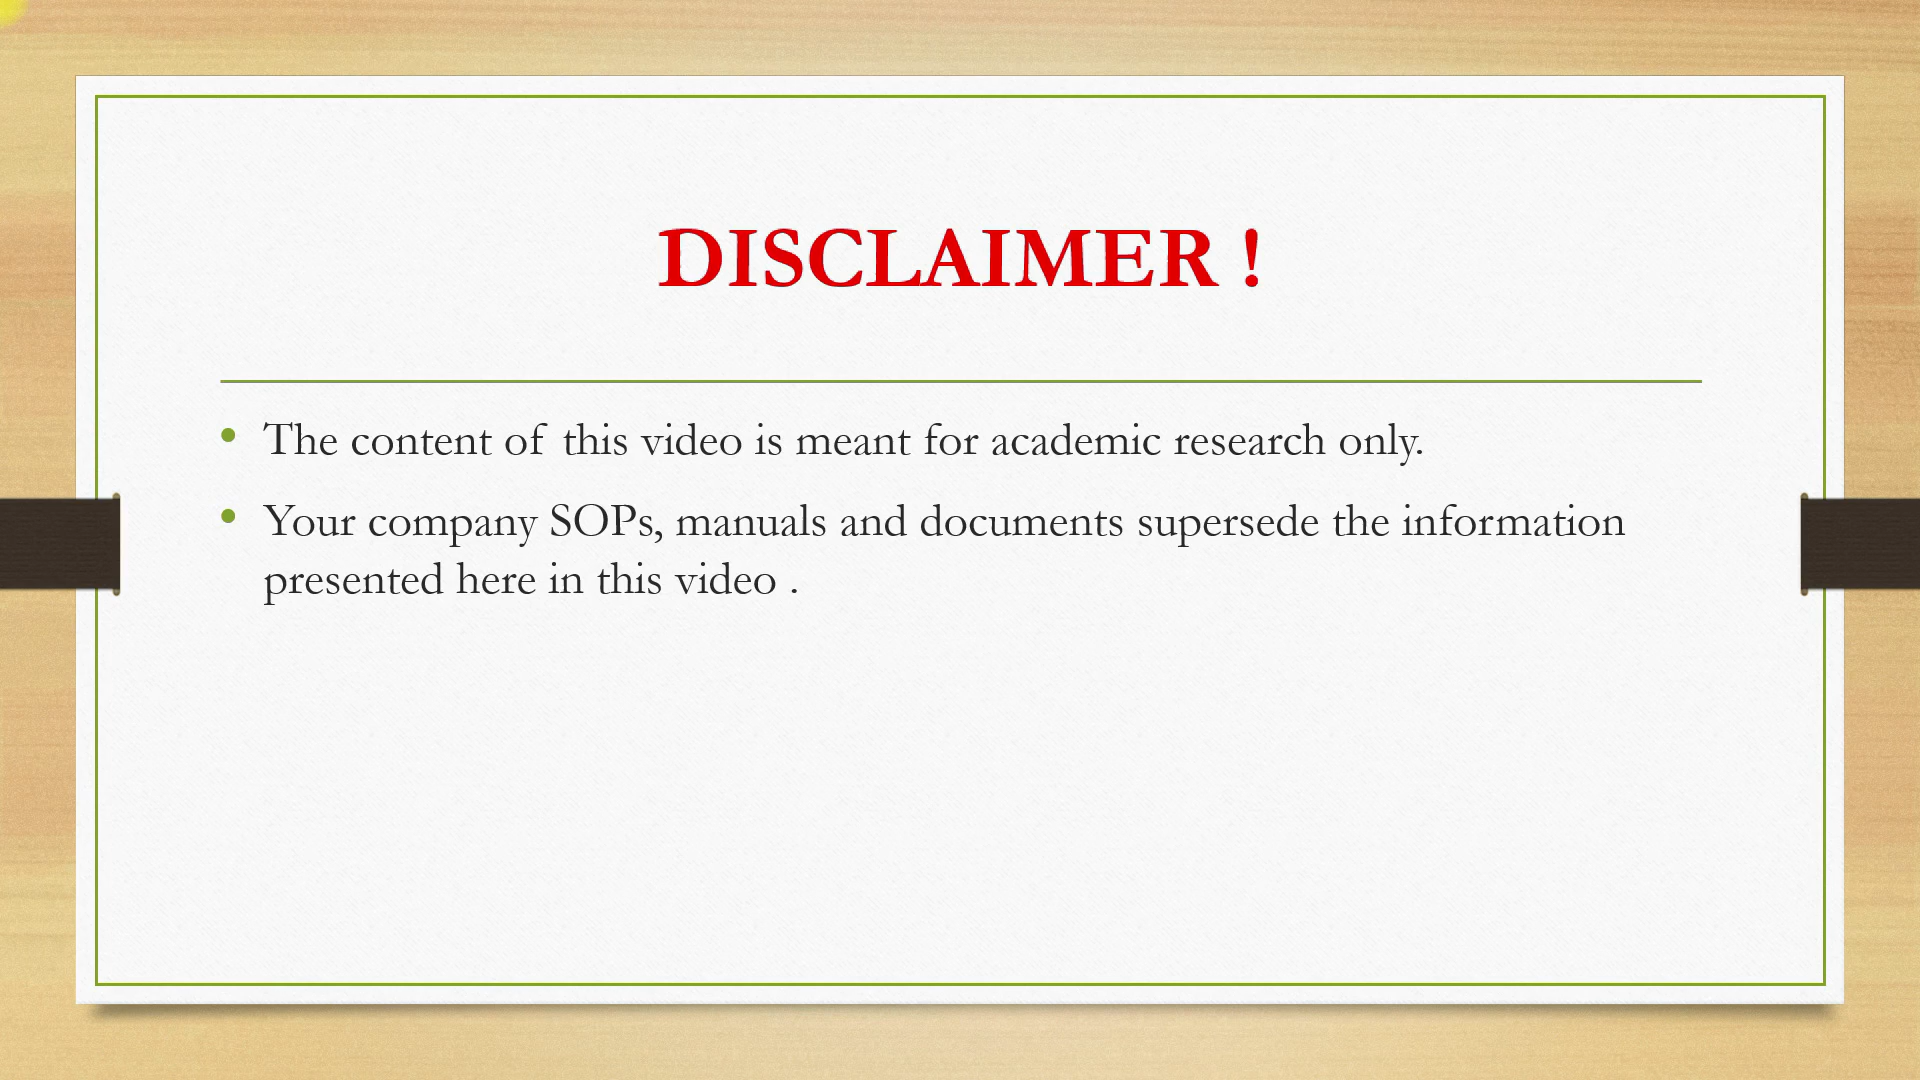 DISCLAIMER !
• The content of this video is meant for academic research only.
• Your company SOPs, manuals and documents supersede the information
presented here in this video .